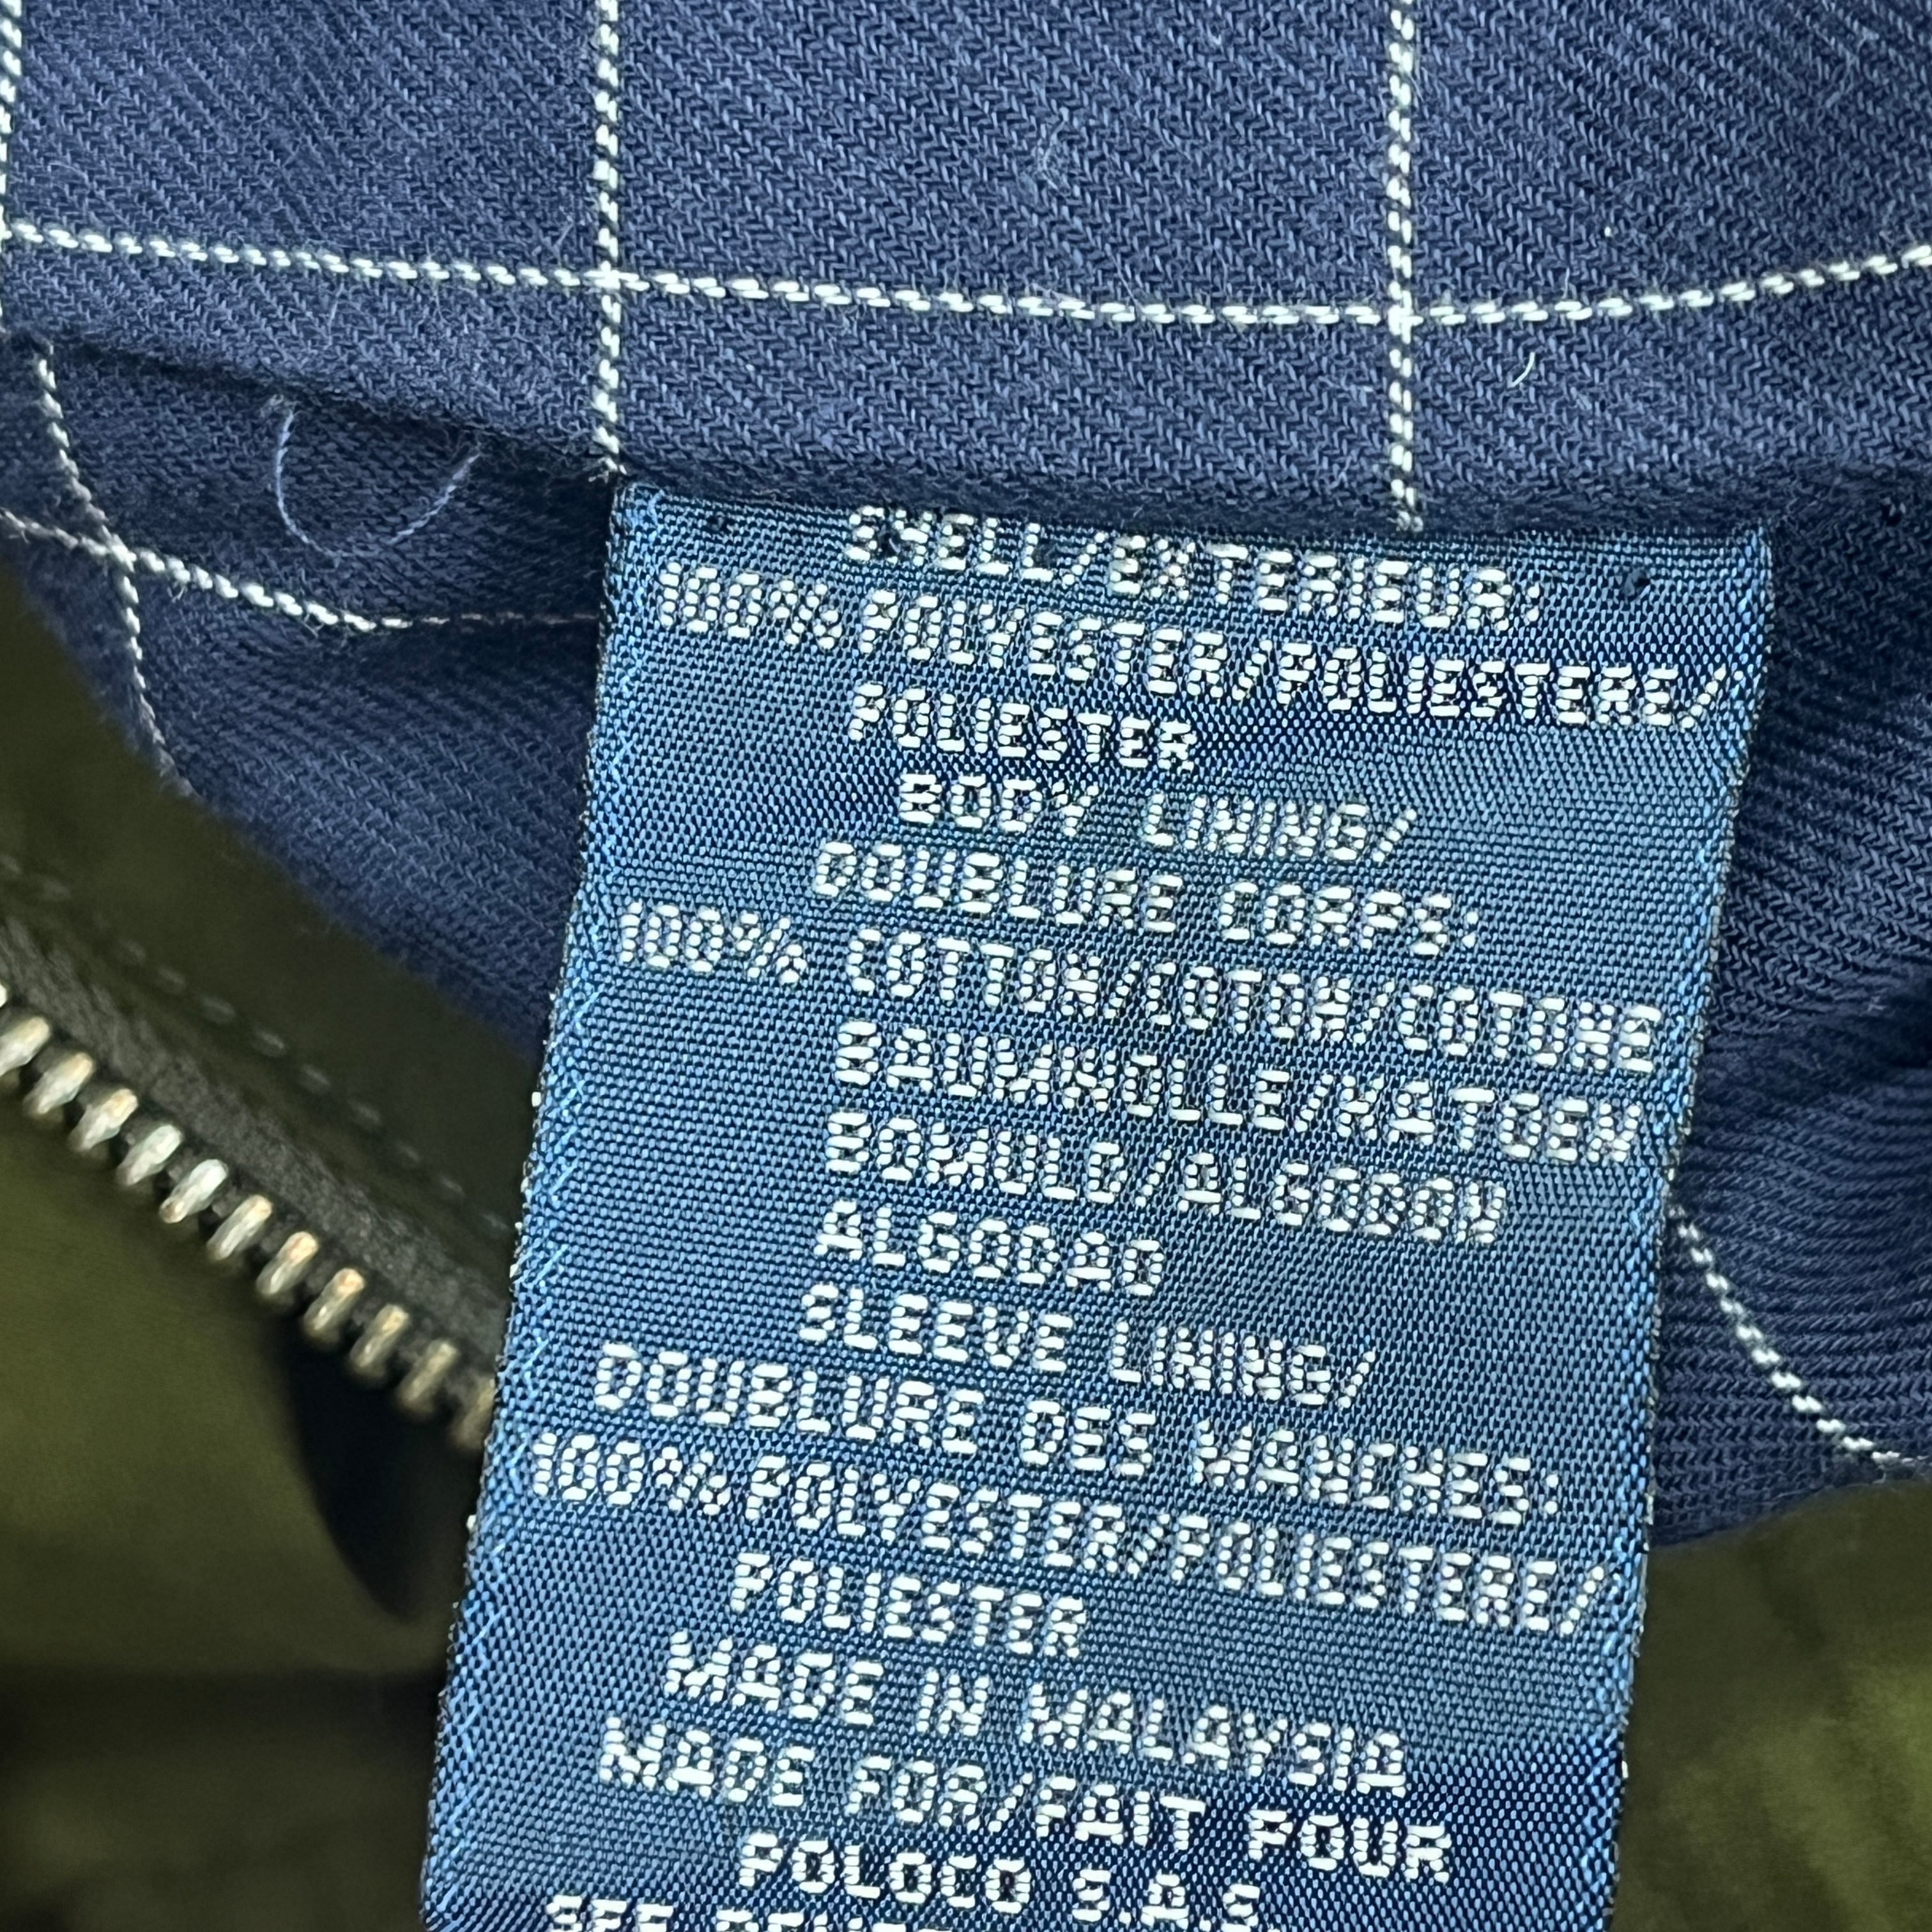 SHELL/EXTERIEUR:
100% POLYESTER/POLIESTERE/
POLIESTER
BODY LINING/
DOUBLURE CORPS:
100% COTTON/COTON/COTONE
BAUMWOLLE/KATOEN
BOMULD/ALGODON
ALGODAO
SLEEVE LINING/
DOUBLURE DES MANCHES:
100% POLYESTER/POLIESTERE/
POLIESTER
MADE IN MALAYSIA
MADE FOR/FAIT POUR
POLOCO S.A.S.
SEE